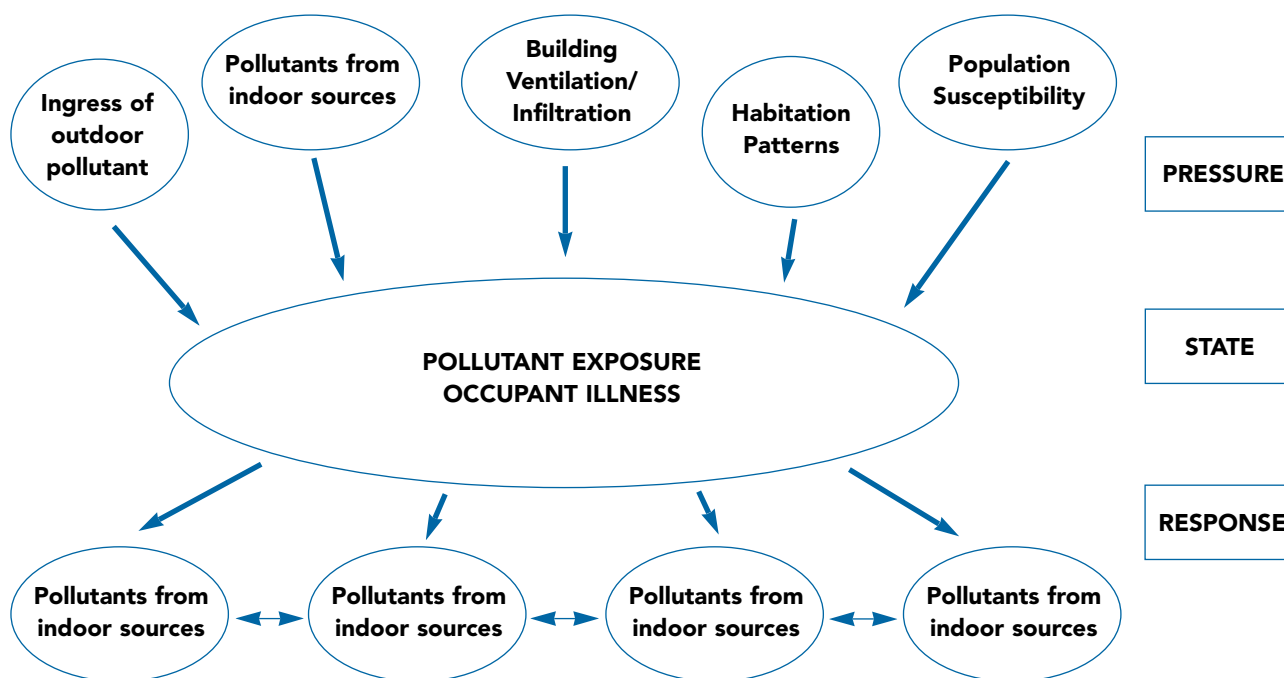 Ingress of
outdoor
pollutant
Pollutants from
indoor sources
Building
Ventilation/
Infiltration
Habitation
Patterns
Population
Susceptibility
PRESSURE
POLLUTANT EXPOSURE
OCCUPANT ILLNESS
STATE
RESPONSE
Pollutants from
indoor sources
Pollutants from
indoor sources
Pollutants from
indoor sources
Pollutants from
indoor sources